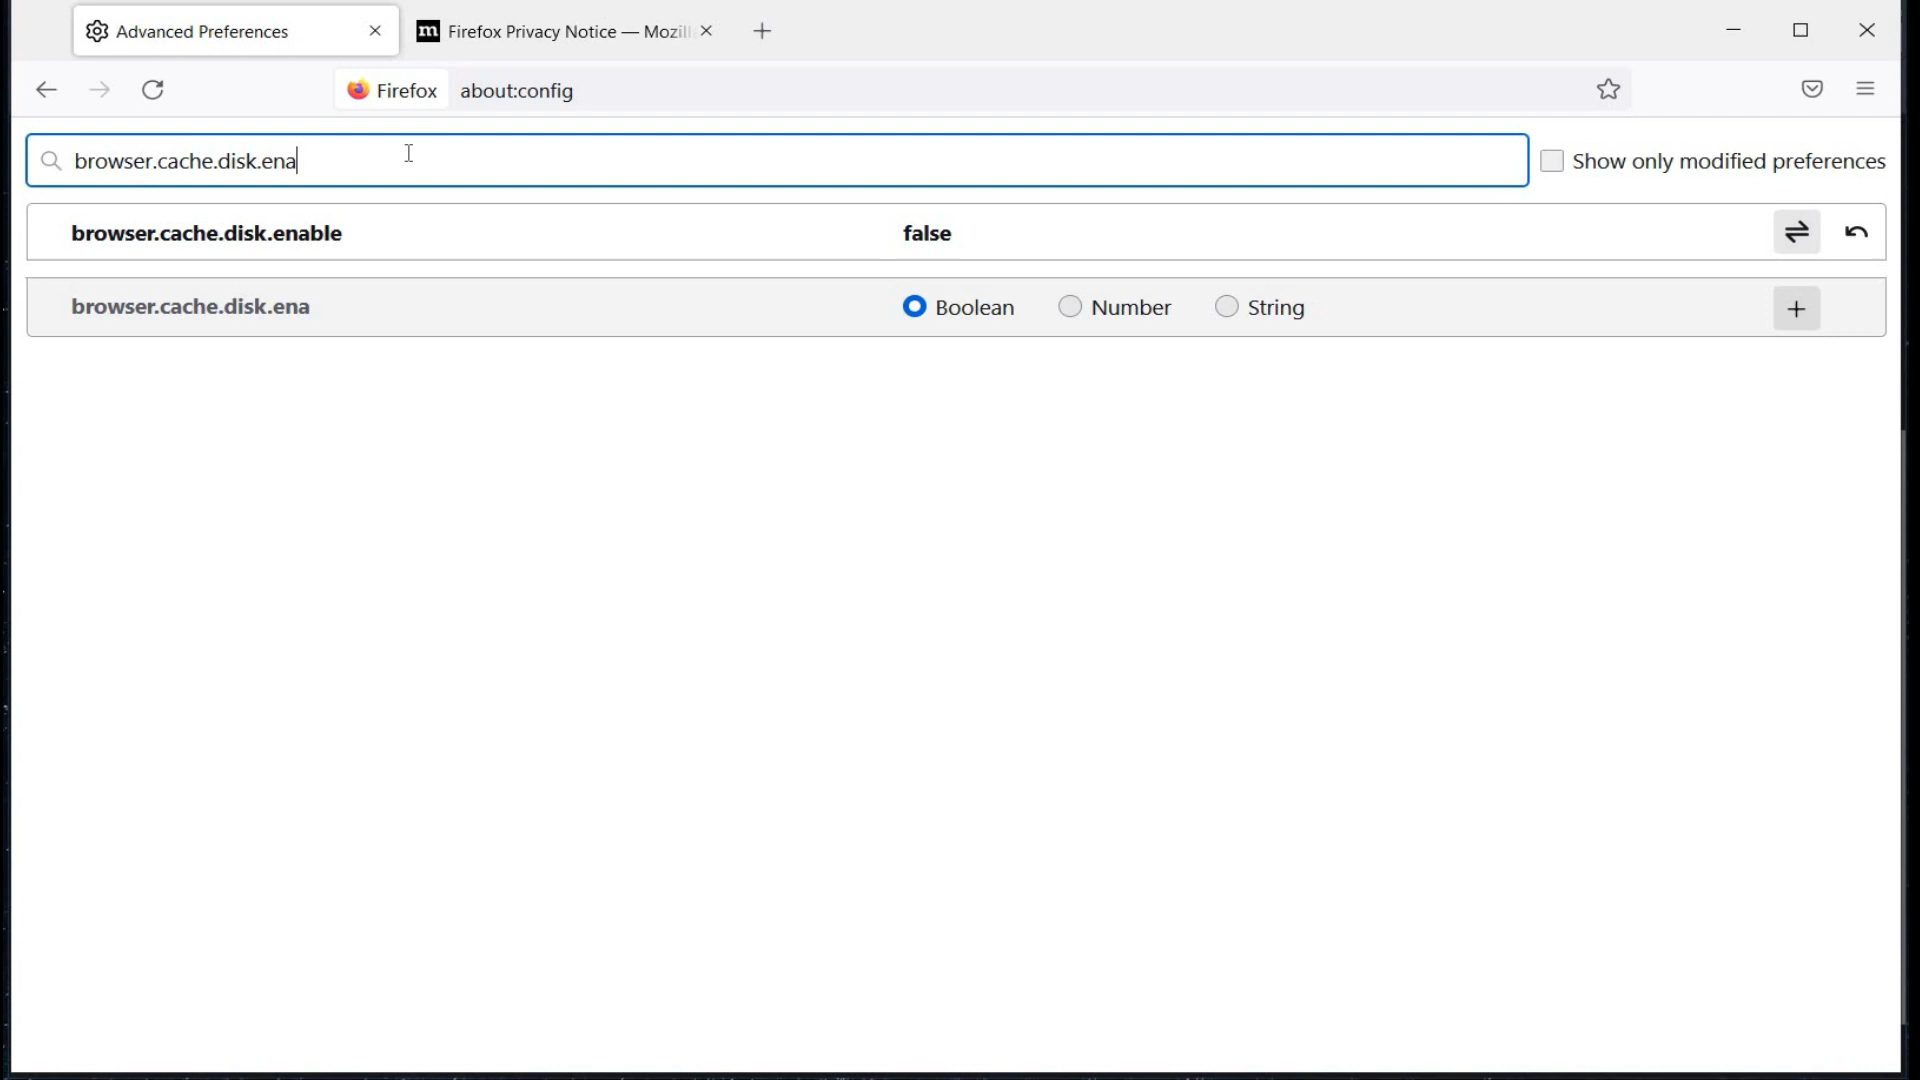 Advanced Preferences
Firefox Privacy Notice — Mozill
Firefox about:config
browser.cache.disk.ena
Show only modified preferences
browser.cache.disk.enable false
browser.cache.disk.ena Boolean Number String